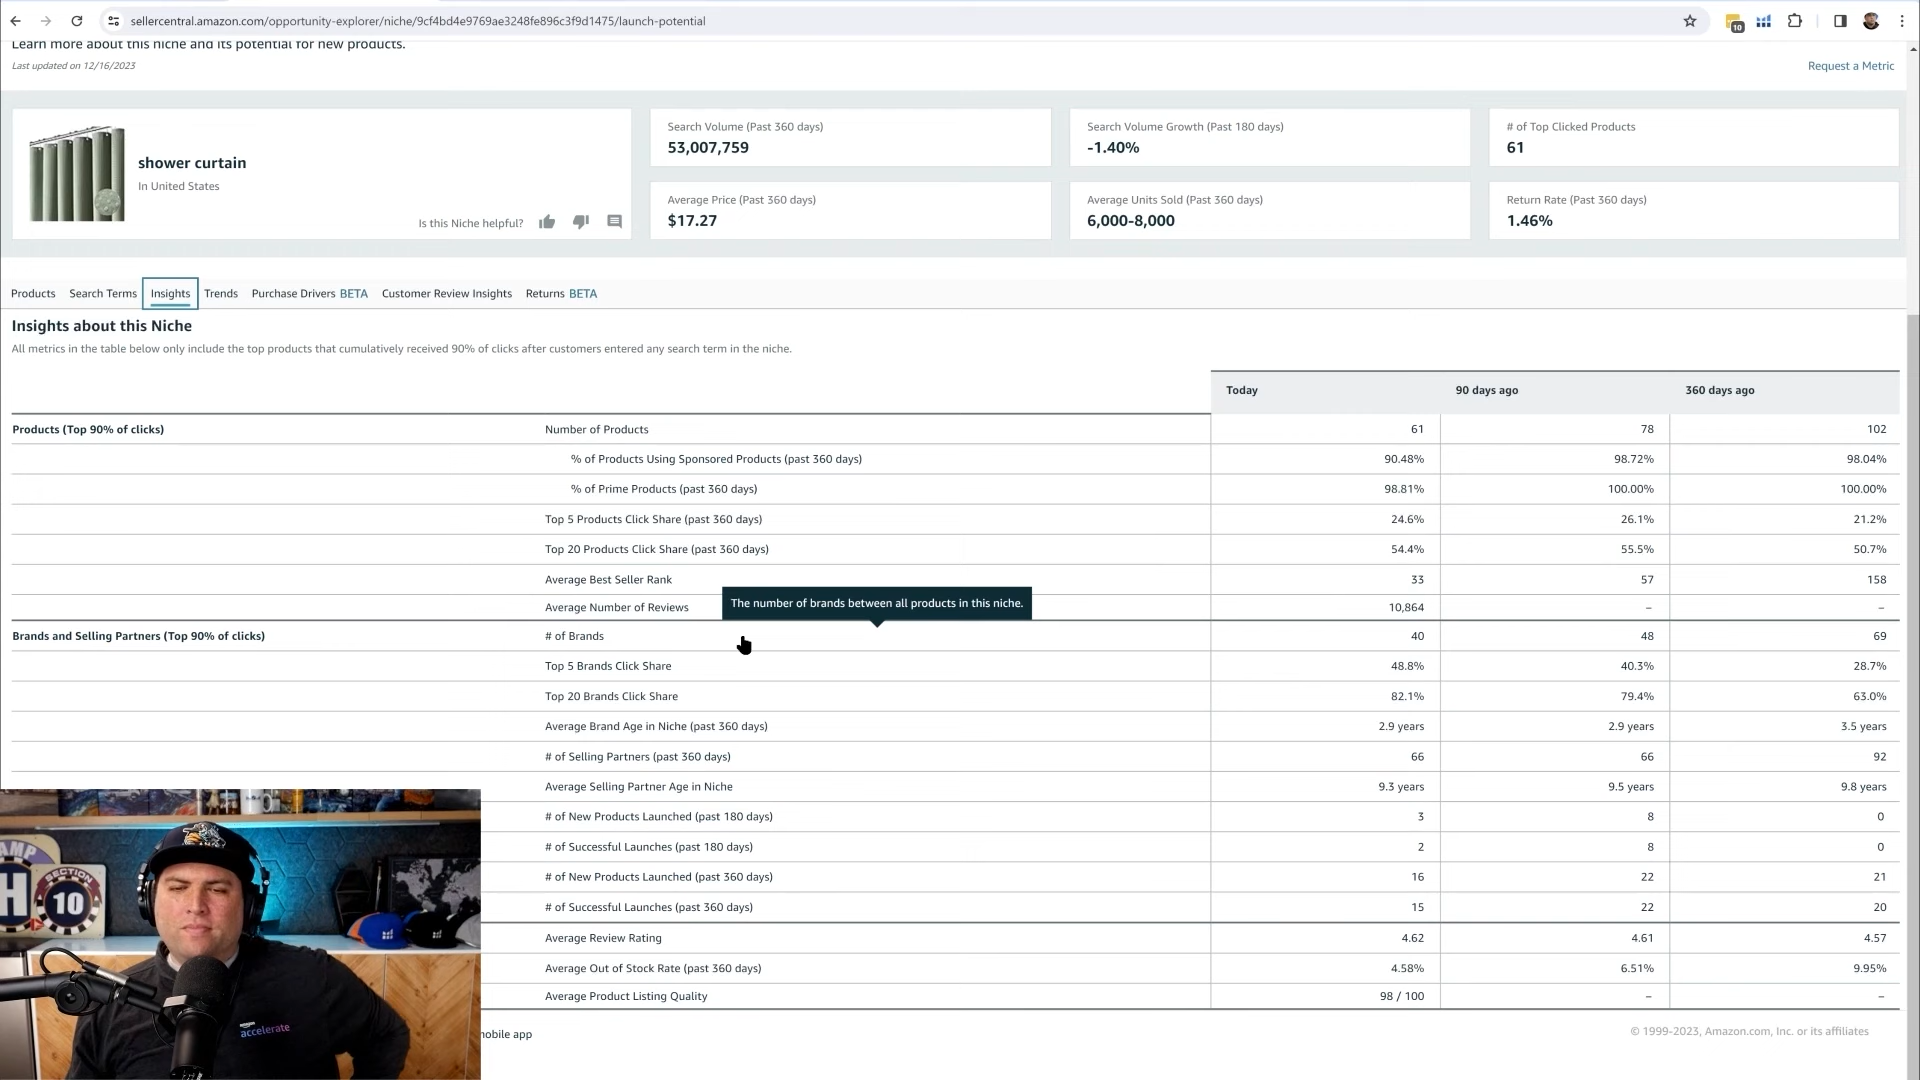 sellercentral.amazon.com/opportunity-explorer/niche/9cf4bd4e9769ae3248fe896c3f9d1475/launch-potential
10
Learn more about this niche and its potential for new products.
Last updated on 12/16/2023
Request a Metric
shower curtain
In United States
Is this Niche helpful?
Search Volume (Past 360 days)
53,007,759
Search Volume Growth (Past 180 days)
-1.40%
# of Top Clicked Products
61
Average Price (Past 360 days)
$17.27
Average Units Sold (Past 360 days)
6,000-8,000
Return Rate (Past 360 days)
1.46%
Products Search Terms Insights Trends Purchase Drivers BETA Customer Review Insights Returns BETA
Insights about this Niche
All metrics in the table below only include the top products that cumulatively received 90% of clicks after customers entered any search term in the niche.
Today 90 days ago 360 days ago
Products (Top 90% of clicks) Number of Products 61 78 102
% of Products Using Sponsored Products (past 360 days) 90.48% 98.72% 98.04%
% of Prime Products (past 360 days) 98.81% 100.00% 100.00%
Top 5 Products Click Share (past 360 days) 24.6% 26.1% 21.2%
Top 20 Products Click Share (past 360 days) 54.4% 55.5% 50.7%
Average Best Seller Rank 33 57 158
The number of brands between all products in this niche.
Average Number of Reviews 10,864 – –
Brands and Selling Partners (Top 90% of clicks) # of Brands 40 48 69
Top 5 Brands Click Share 48.8% 40.3% 28.7%
Top 20 Brands Click Share 82.1% 79.4% 63.0%
Average Brand Age in Niche (past 360 days) 2.9 years 2.9 years 3.5 years
# of Selling Partners (past 360 days) 66 66 92
Average Selling Partner Age in Niche 9.3 years 9.5 years 9.8 years
# of New Products Launched (past 180 days) 3 8 0
# of Successful Launches (past 180 days) 2 8 0
# of New Products Launched (past 360 days) 16 22 21
# of Successful Launches (past 360 days) 15 22 20
Average Review Rating 4.62 4.61 4.57
Average Out of Stock Rate (past 360 days) 4.58% 6.51% 9.95%
Average Product Listing Quality 98 / 100 – –
mobile app
© 1999-2023, Amazon.com, Inc. or its affiliates
AMP
H
SECTION
10
accelerate